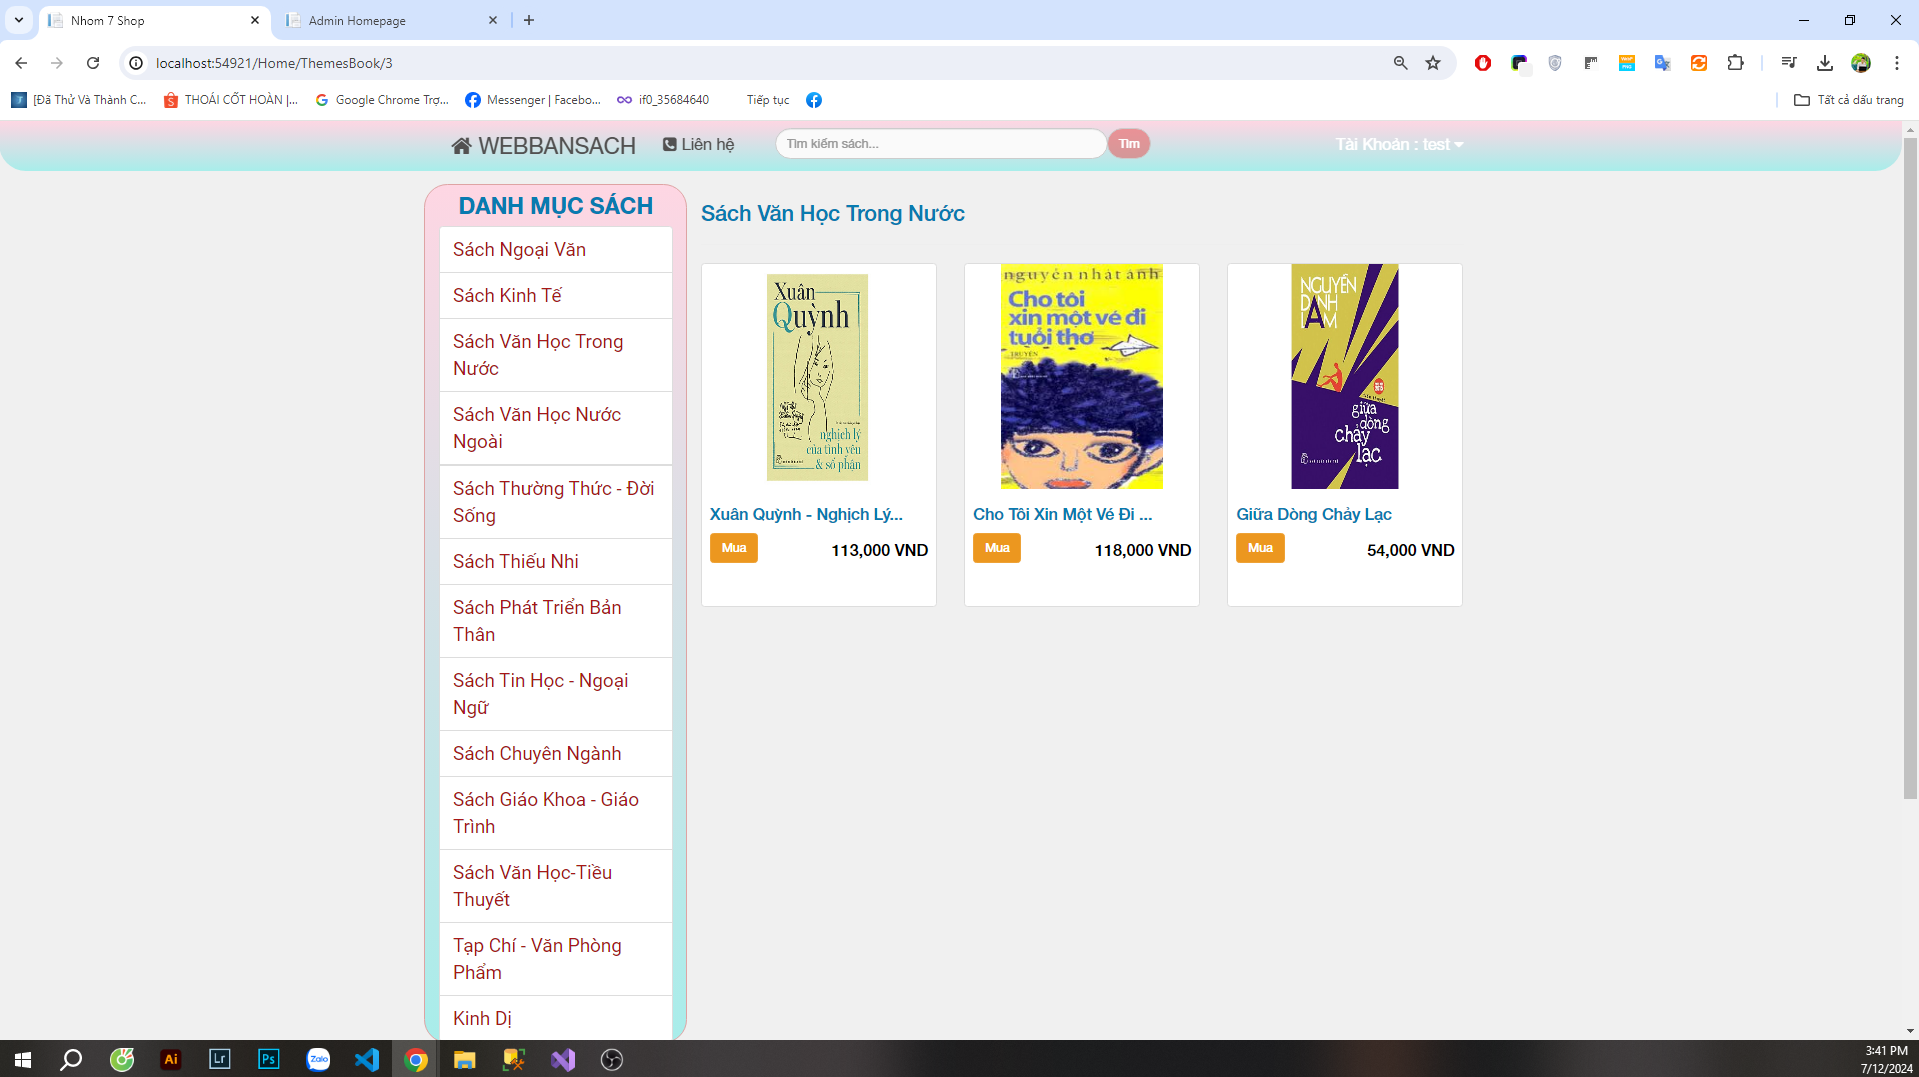 Nhom 7 Shop
Admin Homepage
localhost:54921/Home/ThemesBook/3
[Đã Thử Và Thành C...
THOÁI CỐT HOÀN |...
Google Chrome Trợ...
Messenger | Facebo...
if0_35684640
Tiếp tục
Tất cả dấu trang
WEBBANSACH
Liên hệ
Tìm kiếm sách...
Tìm
Tài Khoản : test
DANH MỤC SÁCH
Sách Ngoại Văn
Sách Kinh Tế
Sách Văn Học Trong
Nước
Sách Văn Học Nước
Ngoài
Sách Thường Thức - Đời
Sống
Sách Thiếu Nhi
Sách Phát Triển Bản
Thân
Sách Tin Học - Ngoại
Ngữ
Sách Chuyên Ngành
Sách Giáo Khoa - Giáo
Trình
Sách Văn Học-Tiểu
Thuyết
Tạp Chí - Văn Phòng
Phẩm
Kinh Dị
Sách Văn Học Trong Nước
Xuân
Quỳnh
nghịch lý
của tình yêu
& số phận
Xuân Quỳnh - Nghịch Lý...
Mua
113,000 VND
nguyễn nhật ánh
Cho tôi
xin một vé đi
tuổi thơ
TRUYỆN
Cho Tôi Xin Một Vé Đi ...
Mua
118,000 VND
NGUYỄN
DANH
LAM
giữa
dòng
chảy
lạc
Giữa Dòng Chảy Lạc
Mua
54,000 VND
Ai
Lr
Ps
Zalo
3:41 PM
7/12/2024